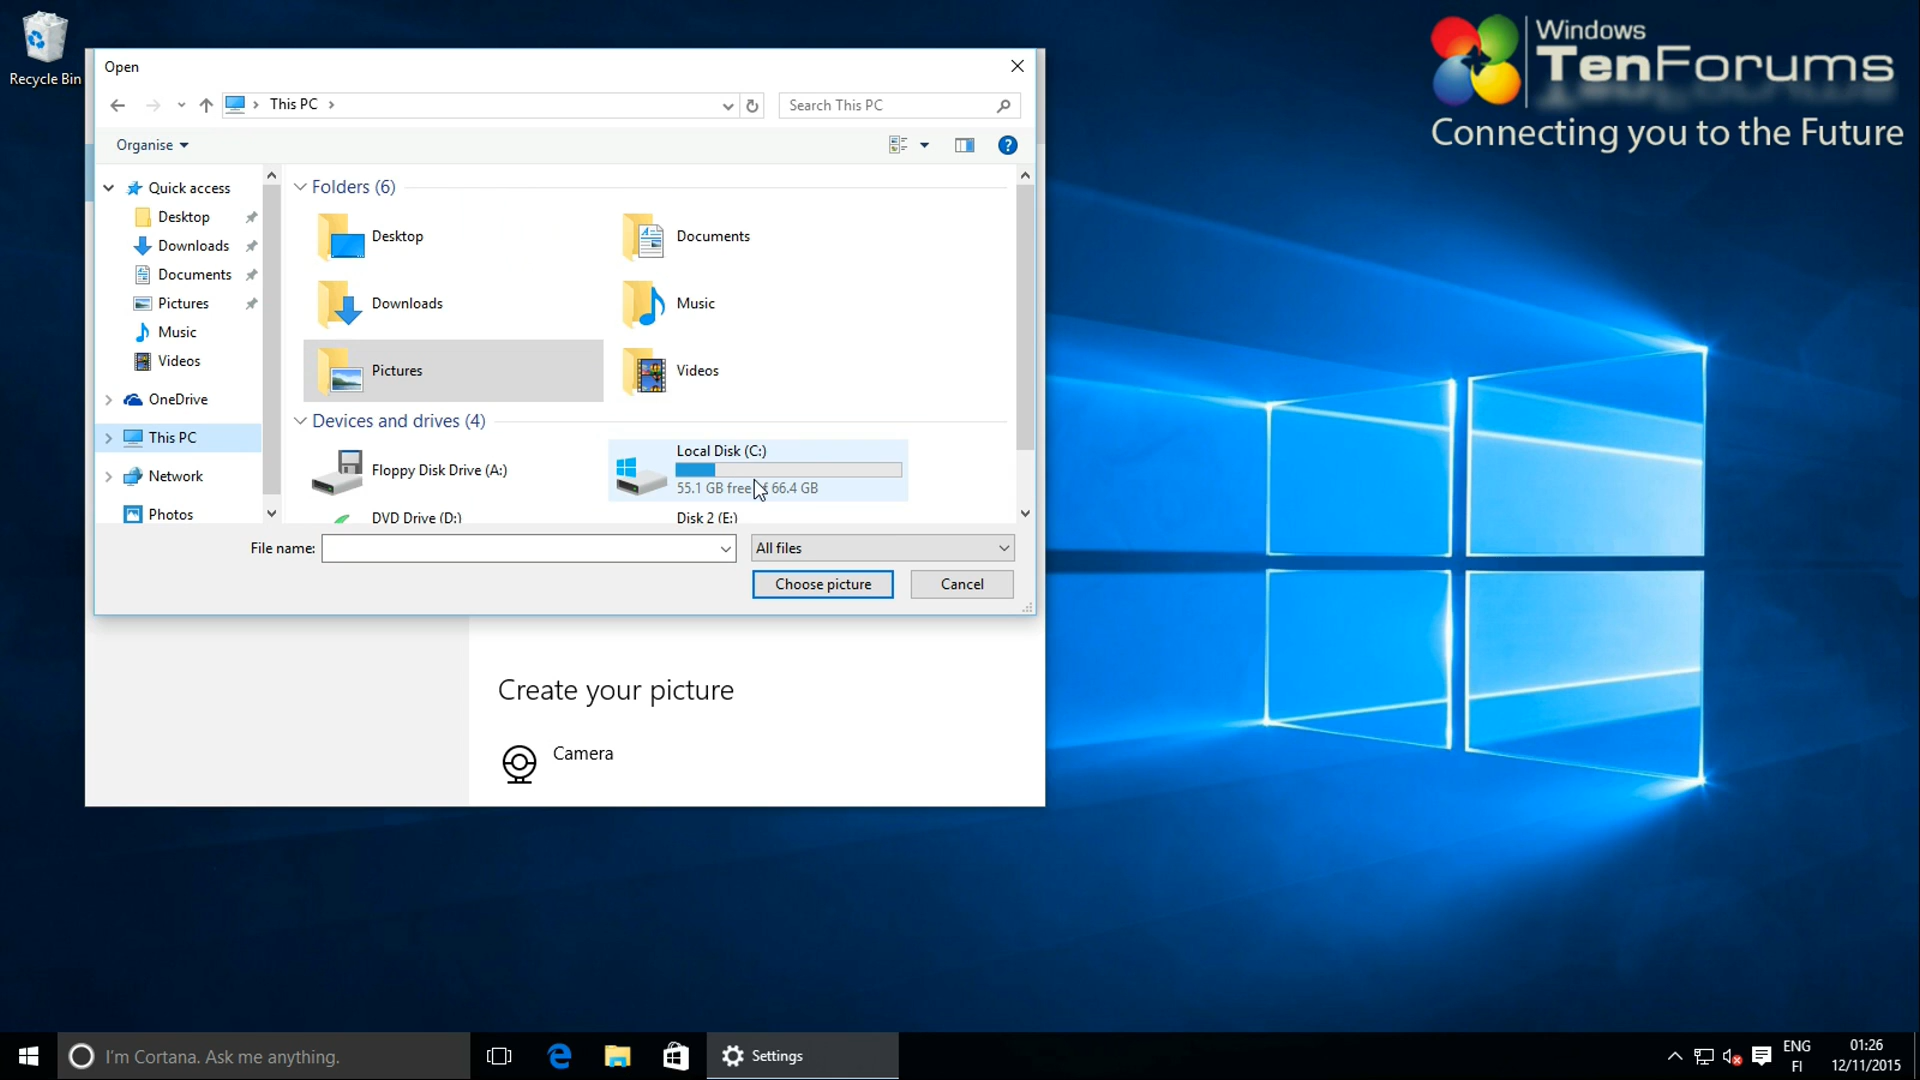 Recycle Bin
Windows
TenForums
Connecting you to the Future
Open
This PC
Search This PC
Organise
Quick access
Desktop
Downloads
Documents
Pictures
Music
Videos
OneDrive
This PC
Network
Photos
Folders (6)
Desktop
Documents
Downloads
Music
Pictures
Videos
Devices and drives (4)
Floppy Disk Drive (A:)
Local Disk (C:)
55.1 GB free of 66.4 GB
DVD Drive (D:)
Disk 2 (E:)
File name:
All files
Choose picture
Cancel
Create your picture
Camera
I'm Cortana. Ask me anything.
Settings
ENG
FI
01:26
12/11/2015